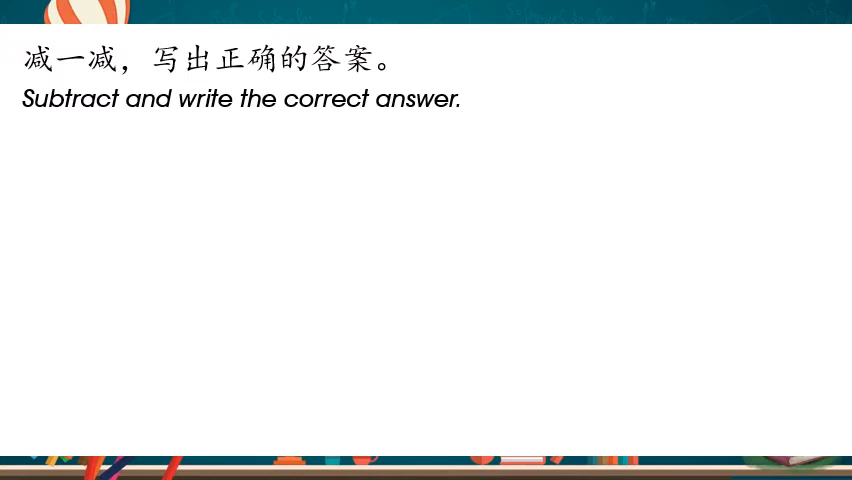 减一减，写出正确的答案。
Subtract and write the correct answer.